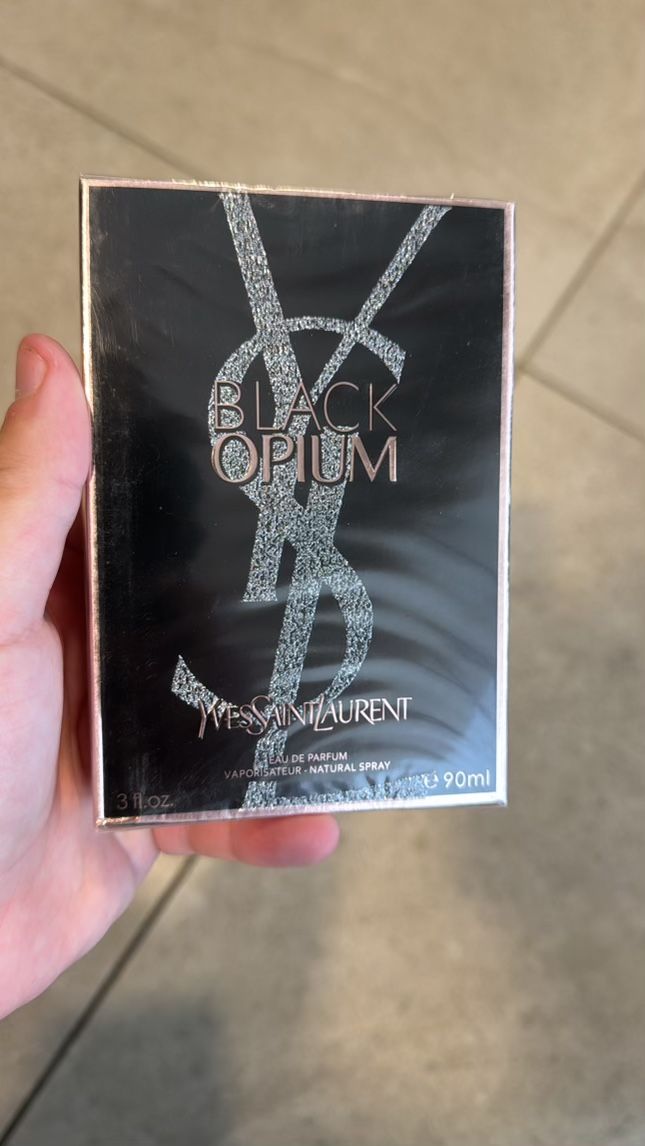 BLACK
OPIUM
YVESSAINTLAURENT
EAU DE PARFUM
VAPORISATEUR - NATURAL SPRAY
3 fl.oz. ℮ 90ml